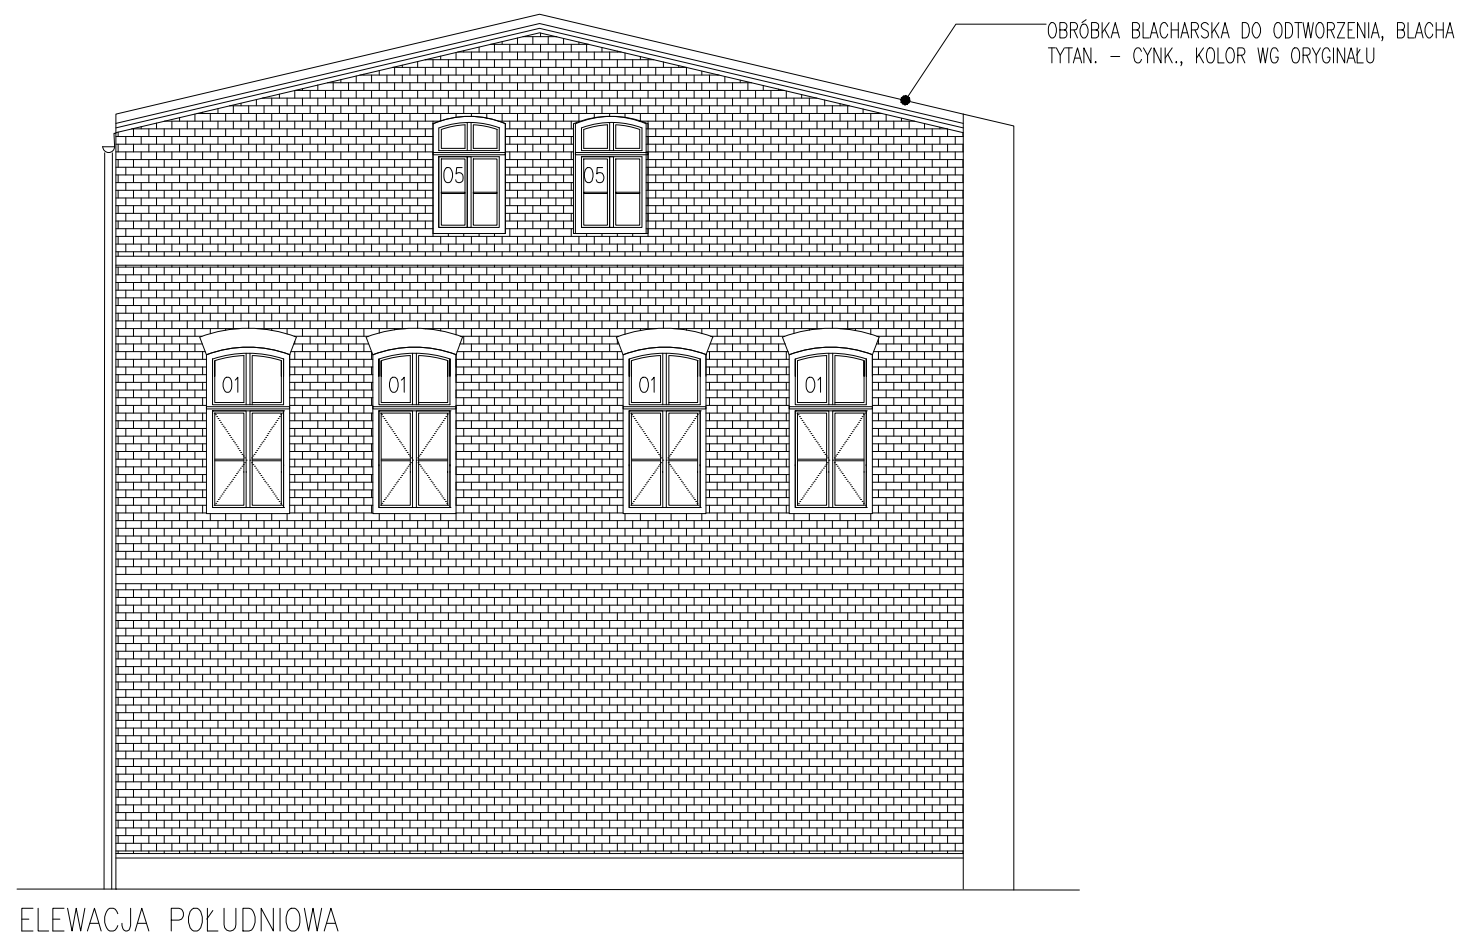 OBRÓBKA BLACHARSKA DO ODTWORZENIA, BLACHA
TYTAN. – CYNK., KOLOR WG ORYGINAŁU
05 05
01 01 01 01
ELEWACJA POŁUDNIOWA